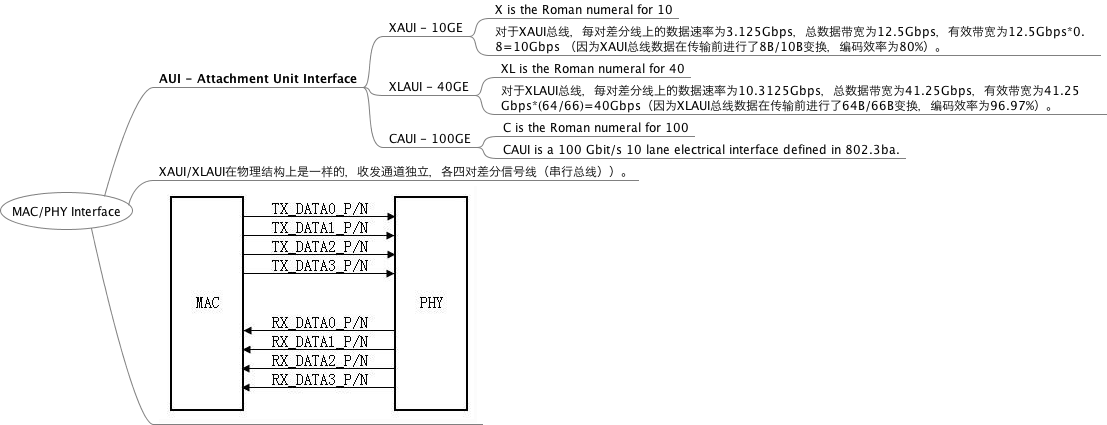 MAC/PHY Interface
AUI - Attachment Unit Interface
XAUI - 10GE
X is the Roman numeral for 10
对于XAUI总线，每对差分线上的数据速率为3.125Gbps，总数据带宽为12.5Gbps，有效带宽为12.5Gbps*0.
8=10Gbps （因为XAUI总线数据在传输前进行了8B/10B变换，编码效率为80%）。
XLAUI - 40GE
XL is the Roman numeral for 40
对于XLAUI总线，每对差分线上的数据速率为10.3125Gbps，总数据带宽为41.25Gbps，有效带宽为41.25
Gbps*(64/66)=40Gbps（因为XLAUI总线数据在传输前进行了64B/66B变换，编码效率为96.97%）。
CAUI - 100GE
C is the Roman numeral for 100
CAUI is a 100 Gbit/s 10 lane electrical interface defined in 802.3ba.
XAUI/XLAUI在物理结构上是一样的，收发通道独立，各四对差分信号线（串行总线））。
MAC
TX_DATA0_P/N
TX_DATA1_P/N
TX_DATA2_P/N
TX_DATA3_P/N
RX_DATA0_P/N
RX_DATA1_P/N
RX_DATA2_P/N
RX_DATA3_P/N
PHY